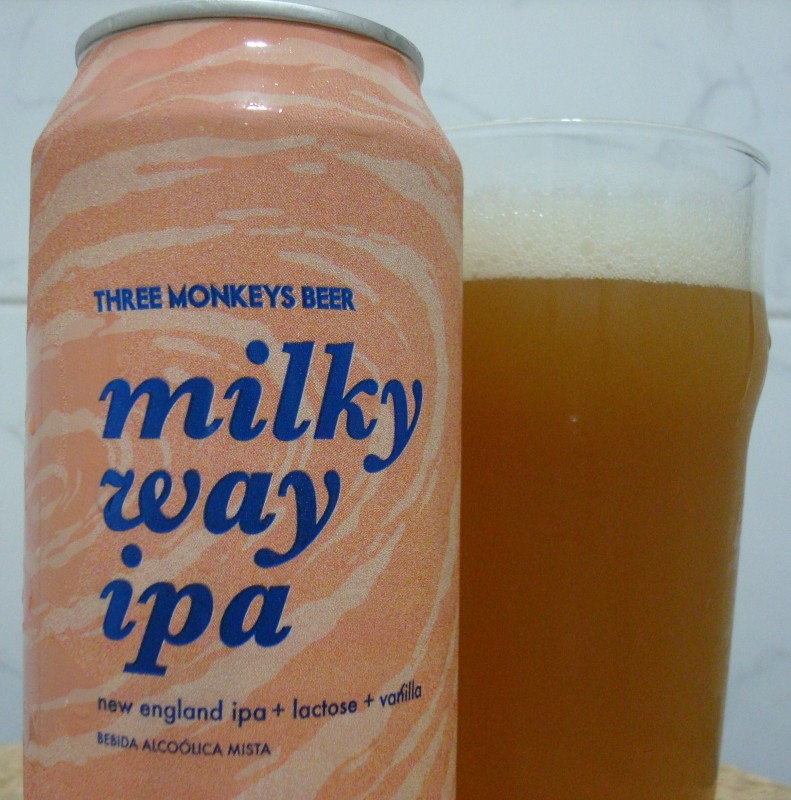 THREE MONKEYS BEER
milky
way
ipa
new england ipa + lactose + vanilla
BEBIDA ALCOÓLICA MISTA